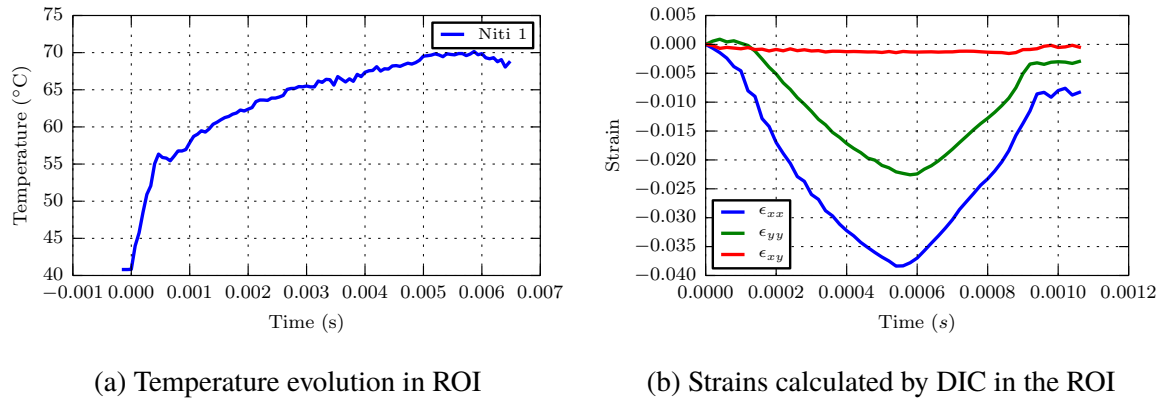 70
65
60
55
50
45
40
75
Temperature (°C)
Niti 1
−0.001 0.000 0.001 0.002 0.003 0.004 0.005 0.006 0.007
Time (s)
(a) Temperature evolution in ROI
0.005
0.000
−0.005
−0.010
−0.015
−0.020
−0.025
−0.030
−0.035
−0.040
Strain
ϵxx
ϵyy
ϵxy
0.0000 0.0002 0.0004 0.0006 0.0008 0.0010 0.0012
Time (s)
(b) Strains calculated by DIC in the ROI